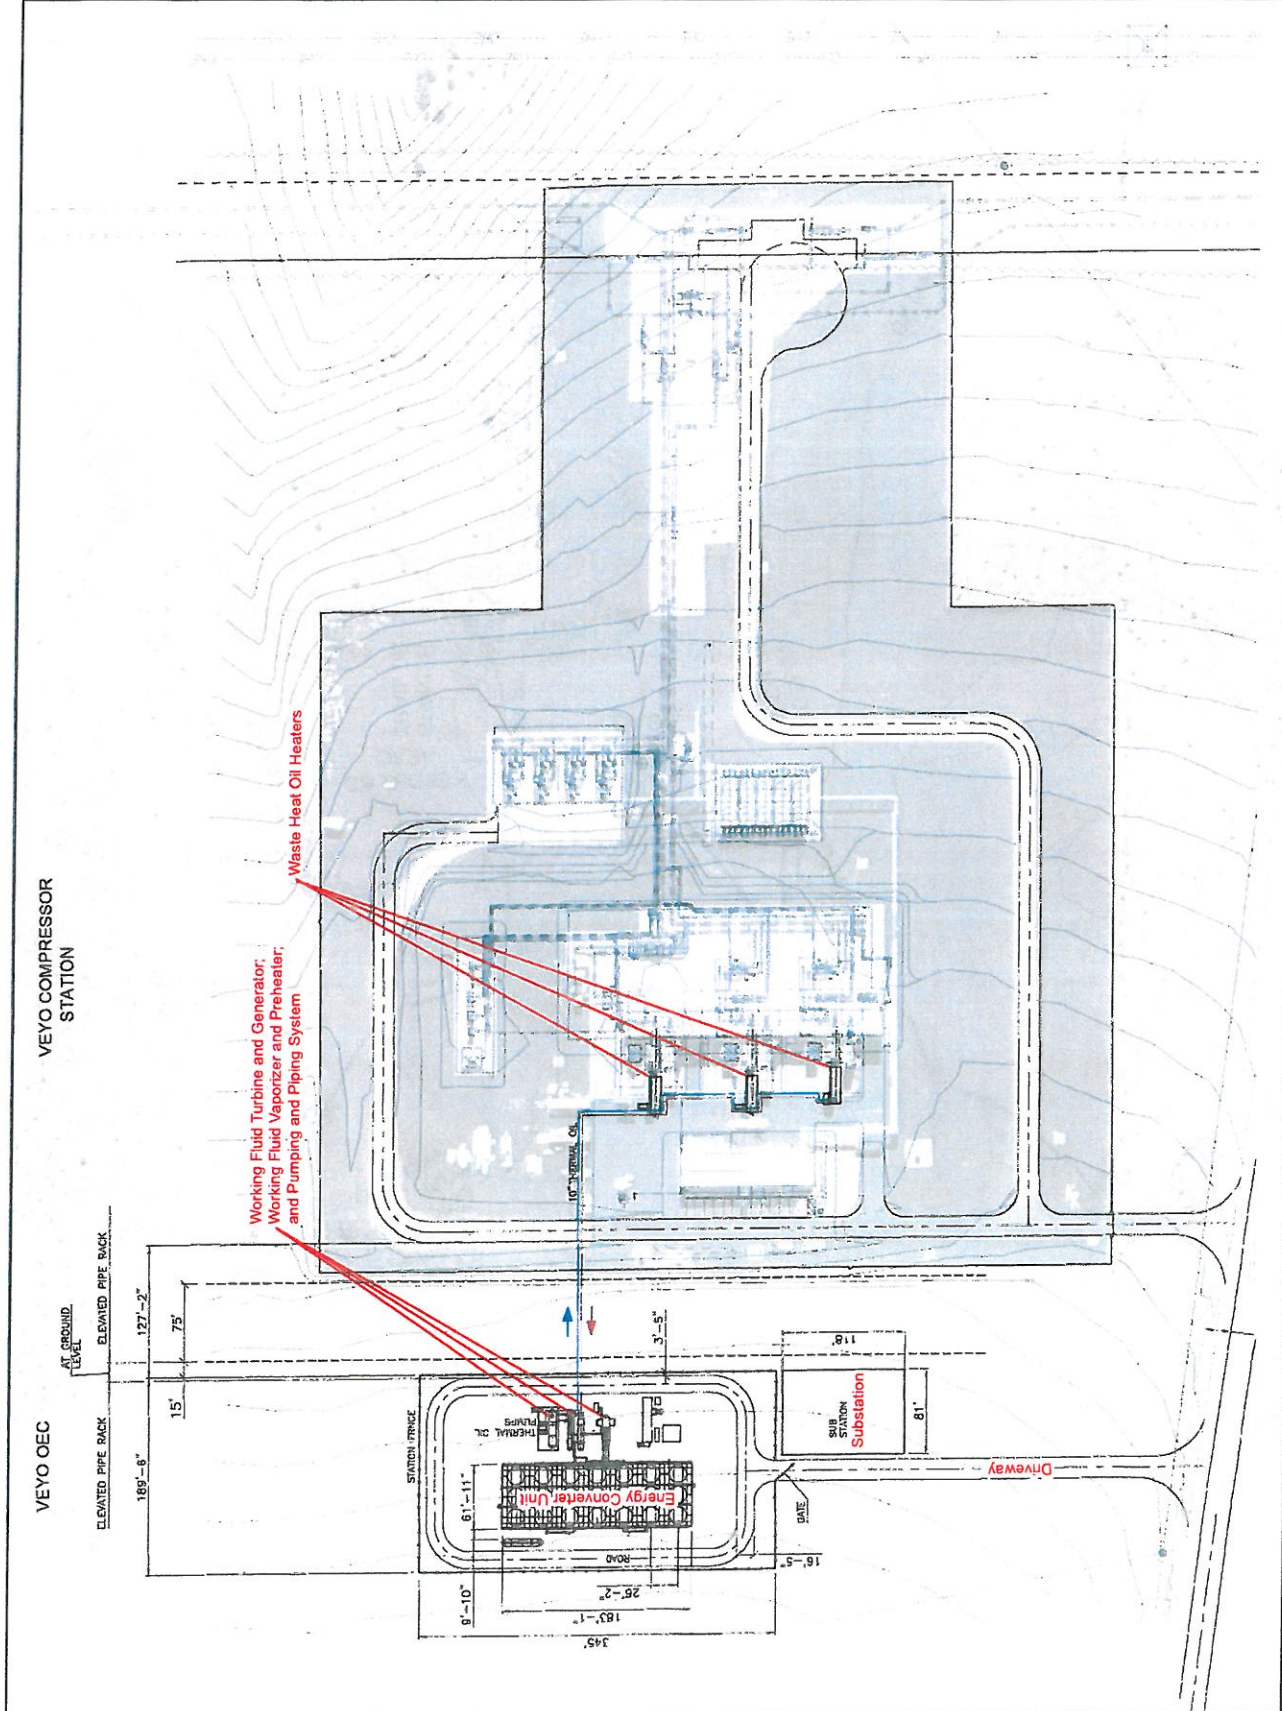 VEYO OEC
VEYO COMPRESSOR
STATION
AT GROUND
LEVEL
ELEVATED PIPE RACK
ELEVATED PIPE RACK
189'-6"
127'-2"
15'
75'
Working Fluid Turbine and Generator;
Working Fluid Vaporizer and Preheater;
and Pumping and Piping System
Waste Heat Oil Heaters
STATION FENCE
THERMAL OIL
PUMPS
10" THERMAL OIL
3'-5"
61'-11"
9'-10"
Energy Converter Unit
ROAD
26'-2"
183'-1"
345'
16'-5"
GATE
118'
81'
SUB
STATION
Substation
Driveway